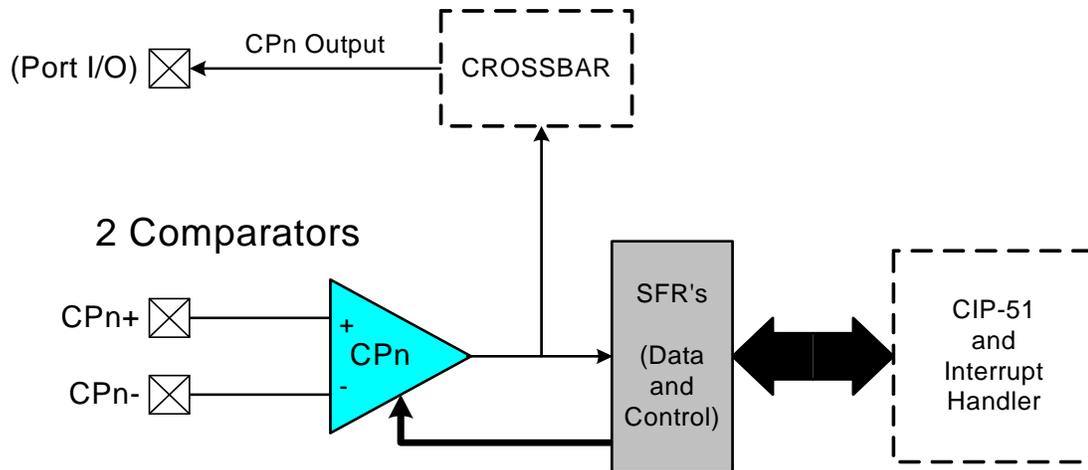 CPn Output
(Port I/O)
CROSSBAR
2 Comparators
CPn+
CPn-
+
CPn
-
SFR's
(Data
and
Control)
CIP-51
and
Interrupt
Handler